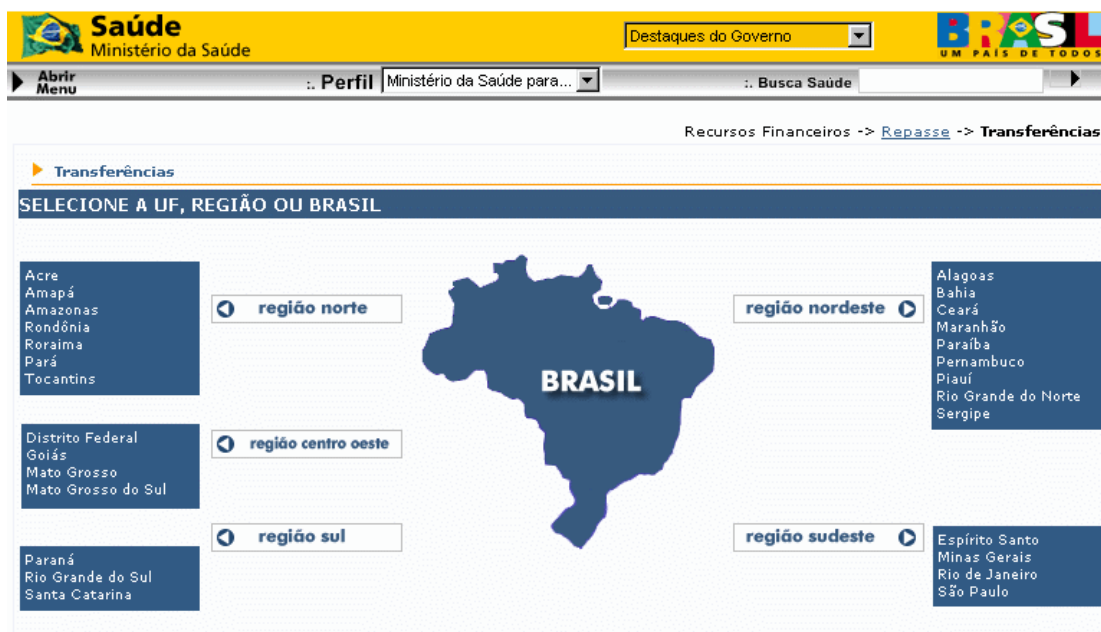 Saúde
Ministério da Saúde
Destaques do Governo
BRASIL
UM PAÍS DE TODOS
Abrir
Menu
:. Perfil
Ministério da Saúde para...
:. Busca Saúde
Recursos Financeiros -> Repasse -> Transferências
Transferências
SELECIONE A UF, REGIÃO OU BRASIL
Acre
Amapá
Amazonas
Rondônia
Roraima
Pará
Tocantins
região norte
Distrito Federal
Goiás
Mato Grosso
Mato Grosso do Sul
região centro oeste
Paraná
Rio Grande do Sul
Santa Catarina
região sul
BRASIL
região nordeste
Alagoas
Bahia
Ceará
Maranhão
Paraíba
Pernambuco
Piauí
Rio Grande do Norte
Sergipe
região sudeste
Espírito Santo
Minas Gerais
Rio de Janeiro
São Paulo